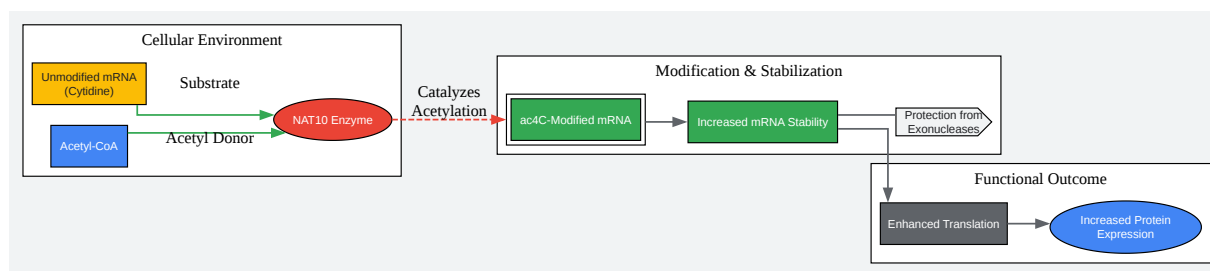 Cellular Environment
Unmodified mRNA
(Cytidine)
Substrate
Acetyl-CoA
Acetyl Donor
NAT10 Enzyme
Catalyzes
Acetylation
Modification & Stabilization
ac4C-Modified mRNA
Increased mRNA Stability
Protection from
Exonucleases
Functional Outcome
Enhanced Translation
Increased Protein
Expression